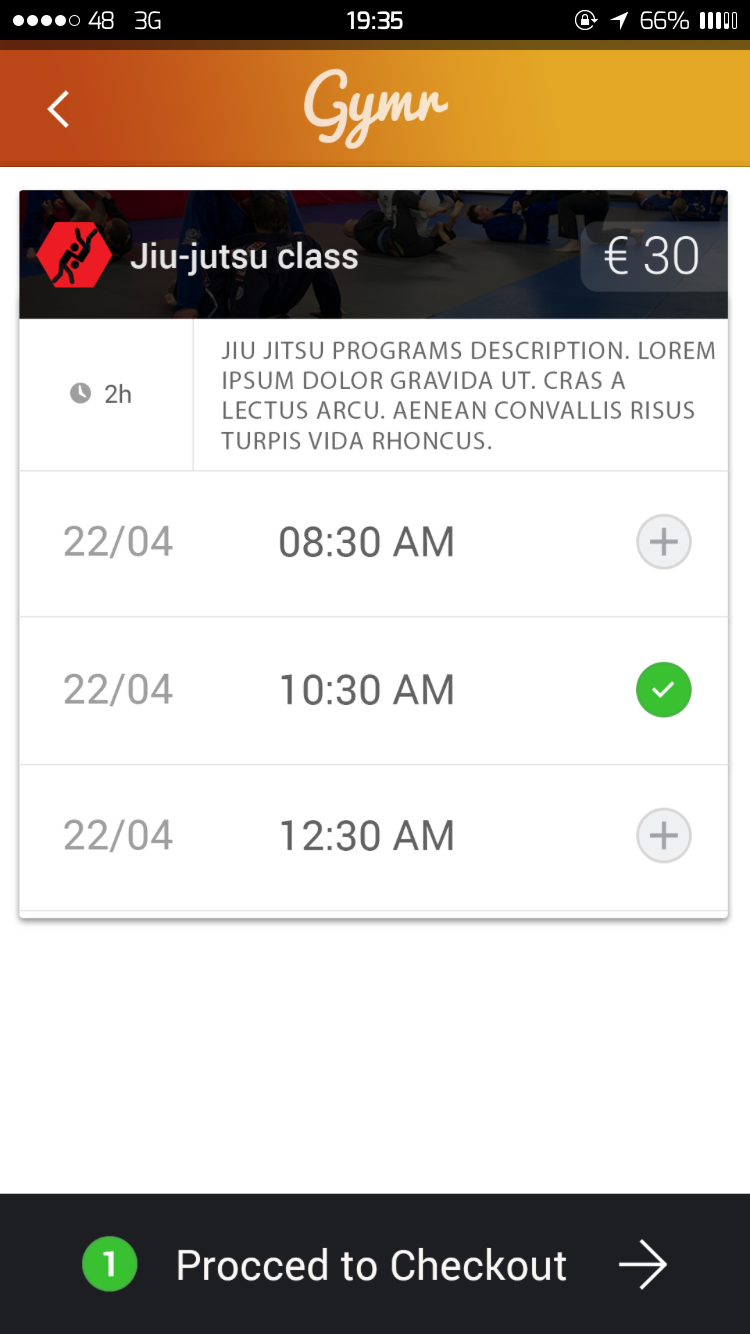 48 3G 19:35 66%
Gymr
Jiu-jutsu class € 30
2h
JIU JITSU PROGRAMS DESCRIPTION. LOREM
IPSUM DOLOR GRAVIDA UT. CRAS A
LECTUS ARCU. AENEAN CONVALLIS RISUS
TURPIS VIDA RHONCUS.
22/04 08:30 AM
22/04 10:30 AM
22/04 12:30 AM
1 Procced to Checkout